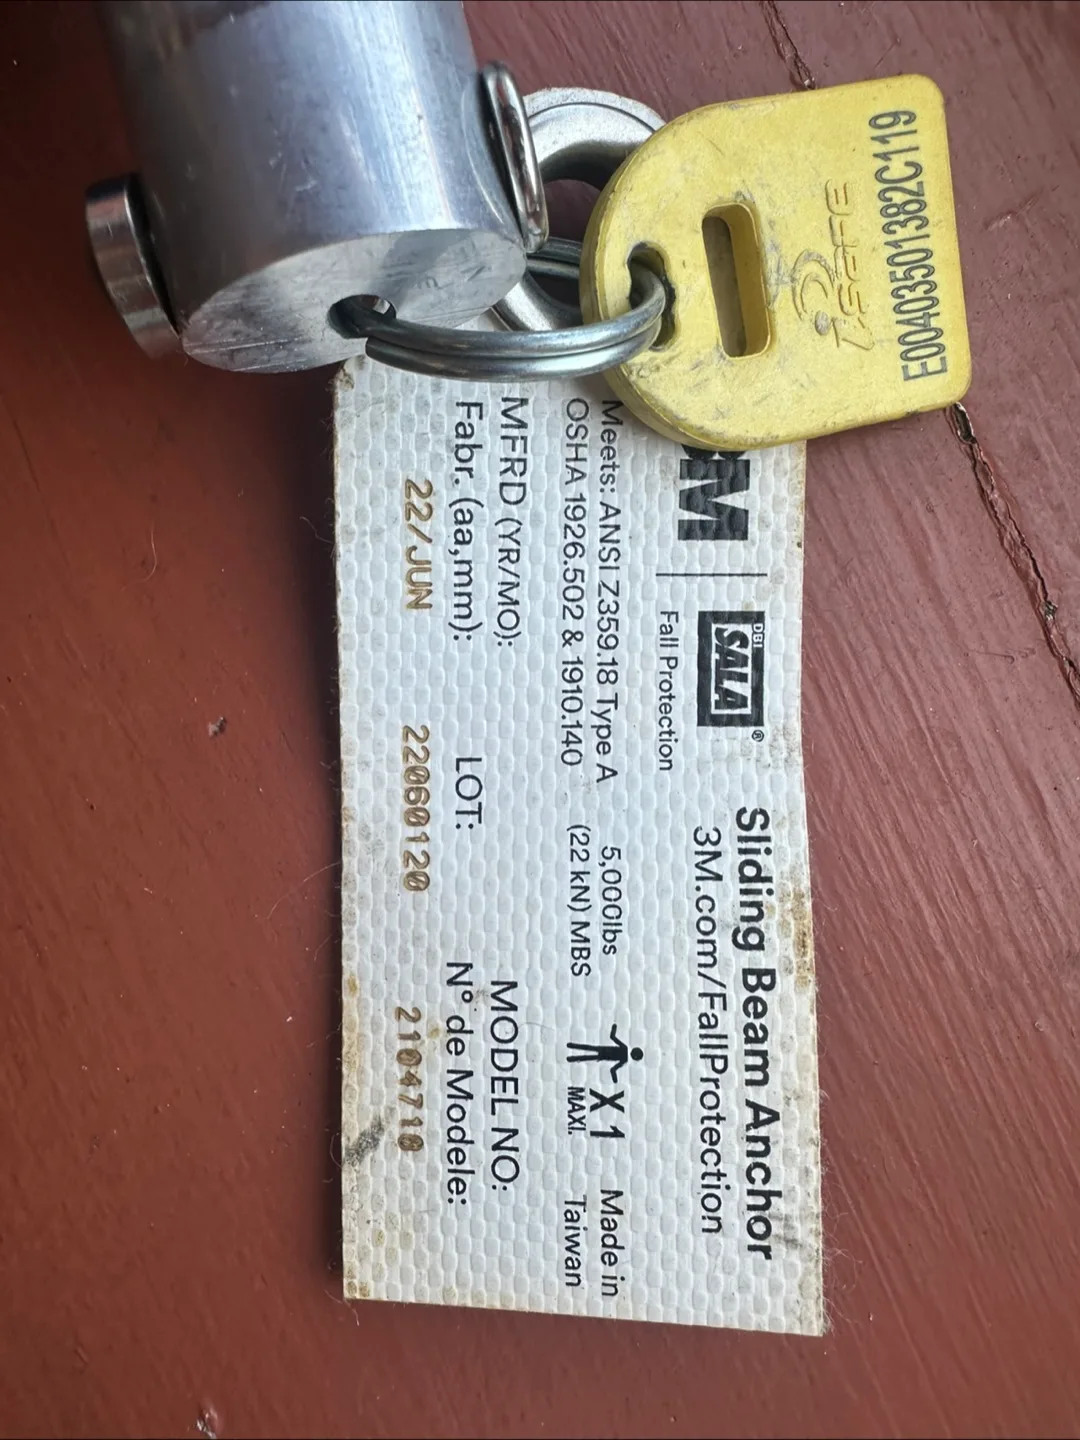 E00403501382C119
3M
DBI
SALA®
Fall Protection
Sliding Beam Anchor
3M.com/FallProtection
Meets: ANSI Z359.18 Type A
OSHA 1926.502 & 1910.140
5,000lbs
(22 kN) MBS
X 1
MAXI.
Made in
Taiwan
MFRD (YR/MO):
Fabr. (aa,mm):
22/JUN
LOT:
22060120
MODEL NO:
N° de Modele:
2104710